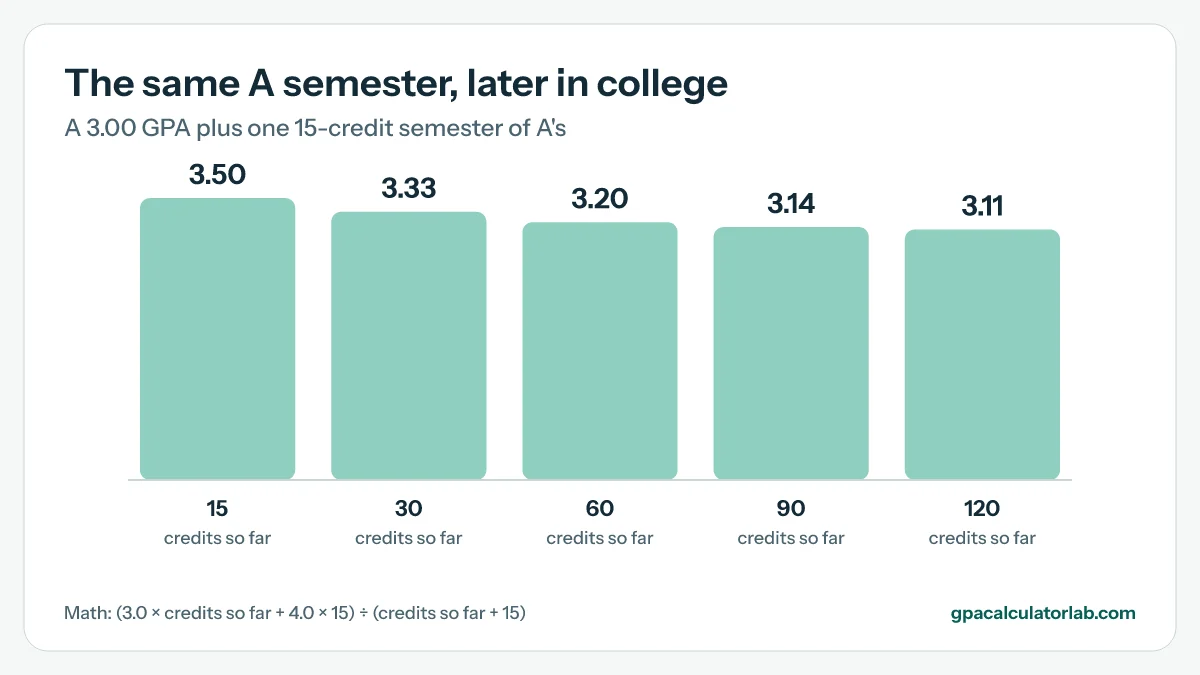 The same A semester, later in college
A 3.00 GPA plus one 15-credit semester of A's
3.50
3.33
3.20
3.14
3.11
15
credits so far
30
credits so far
60
credits so far
90
credits so far
120
credits so far
Math: (3.0 × credits so far + 4.0 × 15) ÷ (credits so far + 15)
gpacalculatorlab.com